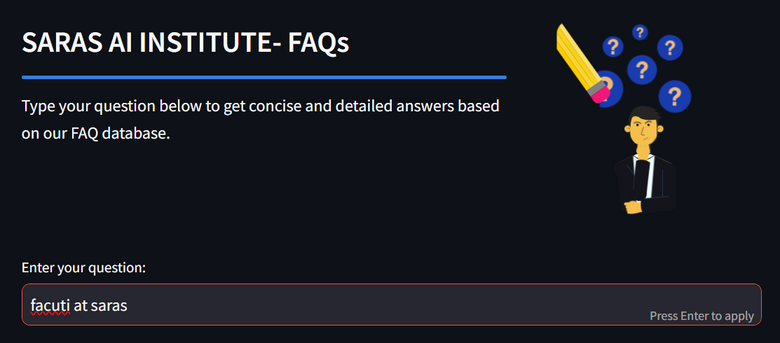 SARAS AI INSTITUTE- FAQs
Type your question below to get concise and detailed answers based
on our FAQ database.
? ? ? ? ? ?
Enter your question:
facuti at saras
Press Enter to apply